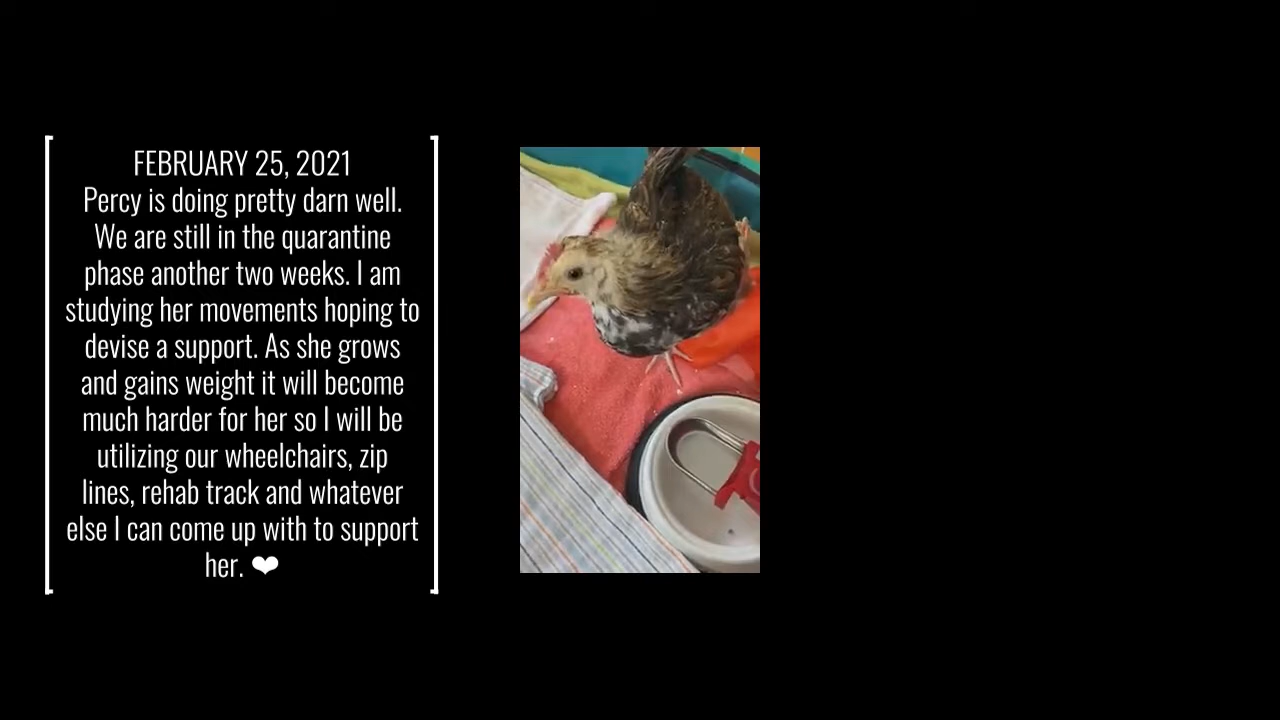 FEBRUARY 25, 2021
Percy is doing pretty darn well.
We are still in the quarantine
phase another two weeks. I am
studying her movements hoping to
devise a support. As she grows
and gains weight it will become
much harder for her so I will be
utilizing our wheelchairs, zip
lines, rehab track and whatever
else I can come up with to support
her. ❤